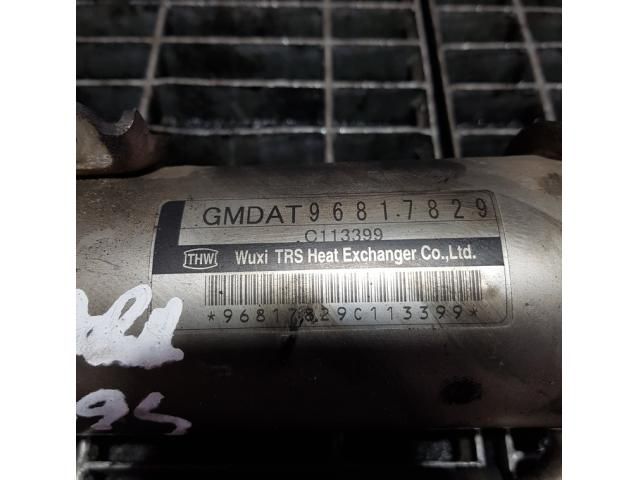 GMDAT 96817829
C113399
THW Wuxi TRS Heat Exchanger Co.,Ltd.
*96817829C113399*